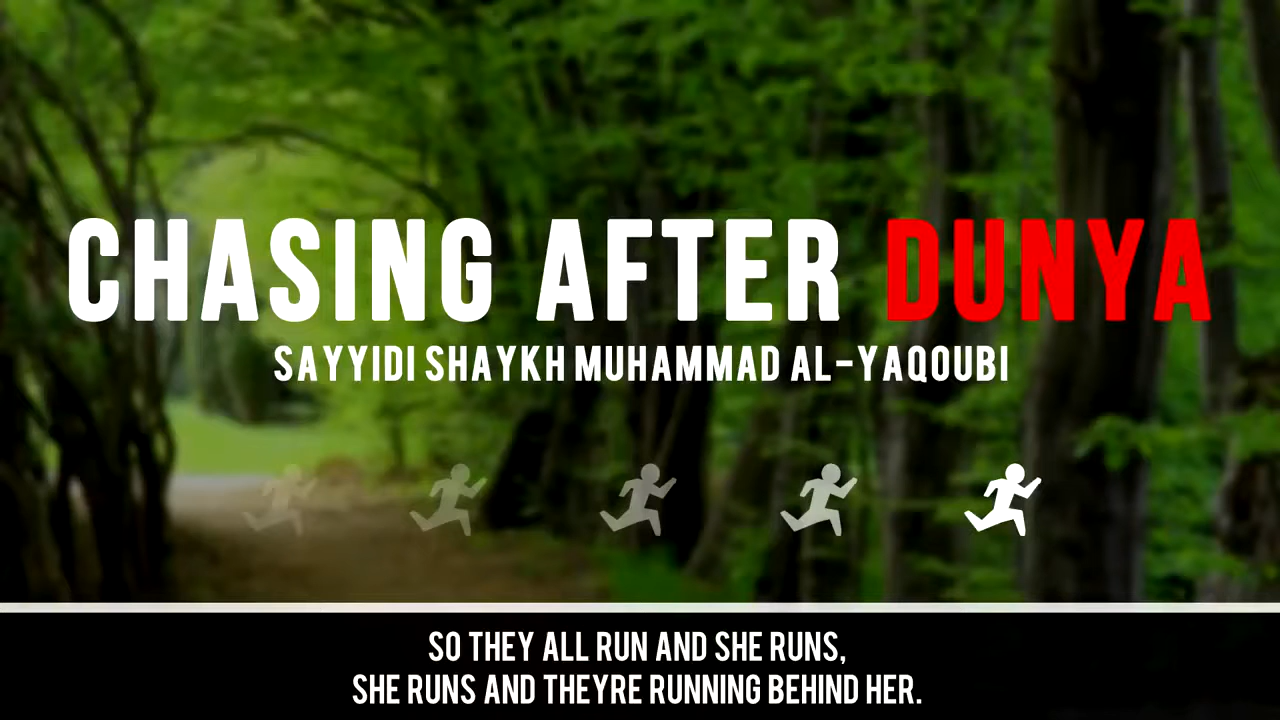 CHASING AFTER DUNYA
SAYYIDI SHAYKH MUHAMMAD AL-YAQOUBI
SO THEY ALL RUN AND SHE RUNS,
SHE RUNS AND THEYRE RUNNING BEHIND HER.